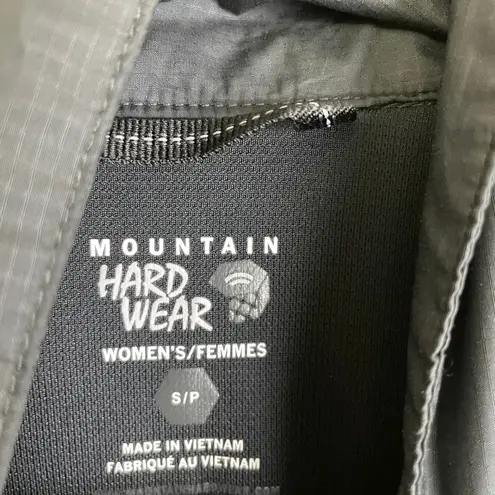 MOUNTAIN
HARD
WEAR
WOMEN'S/FEMMES
S/P
MADE IN VIETNAM
FABRIQUÉ AU VIETNAM